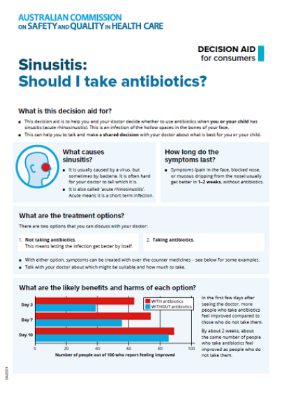 AUSTRALIAN COMMISSION
ON SAFETY AND QUALITY IN HEALTH CARE
DECISION AID
for consumers
Sinusitis:
Should I take antibiotics?
What is this decision aid for?
This decision aid is to help you and your doctor decide whether to use antibiotics when you or your child has
sinusitis (acute rhinosinusitis). This is an infection of the hollow spaces in the bones of your face.
This can help you to talk and make a shared decision with your doctor about what is best for you or your child.
What causes
sinusitis?
It is usually caused by a virus, but
sometimes by bacteria. It is often hard
for your doctor to tell which it is.
It is also called 'acute rhinosinusitis'.
Acute means it is a short term infection.
How long do the
symptoms last?
Symptoms (pain in the face, blocked nose,
or mucous dripping from the nose) usually
get better in 1-2 weeks, without antibiotics.
What are the treatment options?
There are two options that you can discuss with your doctor:
1. Not taking antibiotics.
This means letting the infection get better by itself.
2. Taking antibiotics.
With either option, symptoms can be treated with over the counter medicines – see below for some examples.
Talk with your doctor about which might be suitable and how much to take.
What are the likely benefits and harms of each option?
WITH antibiotics
WITHOUT antibiotics
Day 3
Day 7
Day 10
0 20 40 60 80 100
Number of people out of 100 who report feeling improved
In the first few days after
seeing the doctor, more
people who take antibiotics
feel improved compared to
those who do not take them.
By about 2 weeks, about
the same number of people
who take antibiotics feel
improved as people who do
not take them.